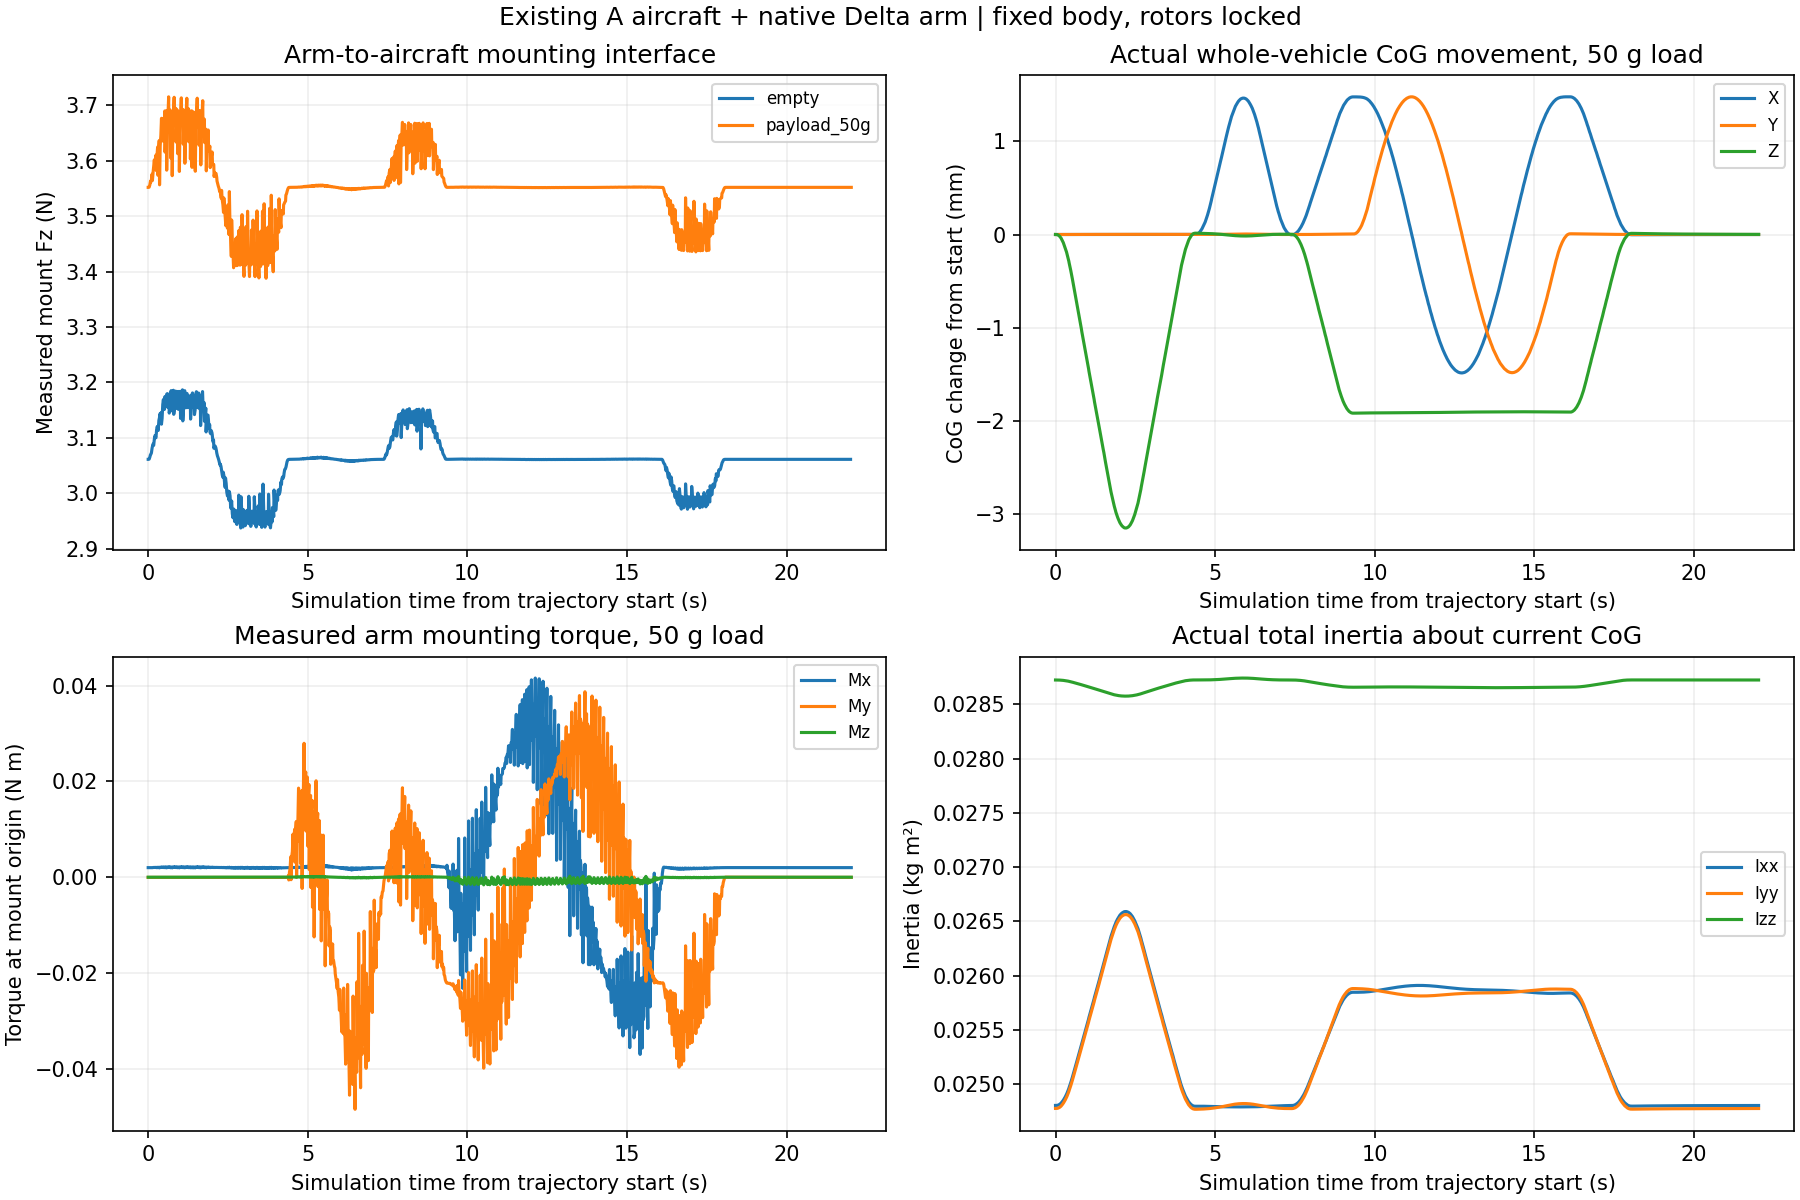 Existing A aircraft + native Delta arm | fixed body, rotors locked
Arm-to-aircraft mounting interface
Measured mount Fz (N)
3.7
3.6
3.5
3.4
3.3
3.2
3.1
3.0
2.9
empty
payload_50g
0 5 10 15 20
Simulation time from trajectory start (s)
Actual whole-vehicle CoG movement, 50 g load
CoG change from start (mm)
1
0
−1
−2
−3
X
Y
Z
0 5 10 15 20
Simulation time from trajectory start (s)
Measured arm mounting torque, 50 g load
Torque at mount origin (N m)
0.04
0.02
0.00
−0.02
−0.04
Mx
My
Mz
0 5 10 15 20
Simulation time from trajectory start (s)
Actual total inertia about current CoG
Inertia (kg m²)
0.0285
0.0280
0.0275
0.0270
0.0265
0.0260
0.0255
0.0250
Ixx
Iyy
Izz
0 5 10 15 20
Simulation time from trajectory start (s)